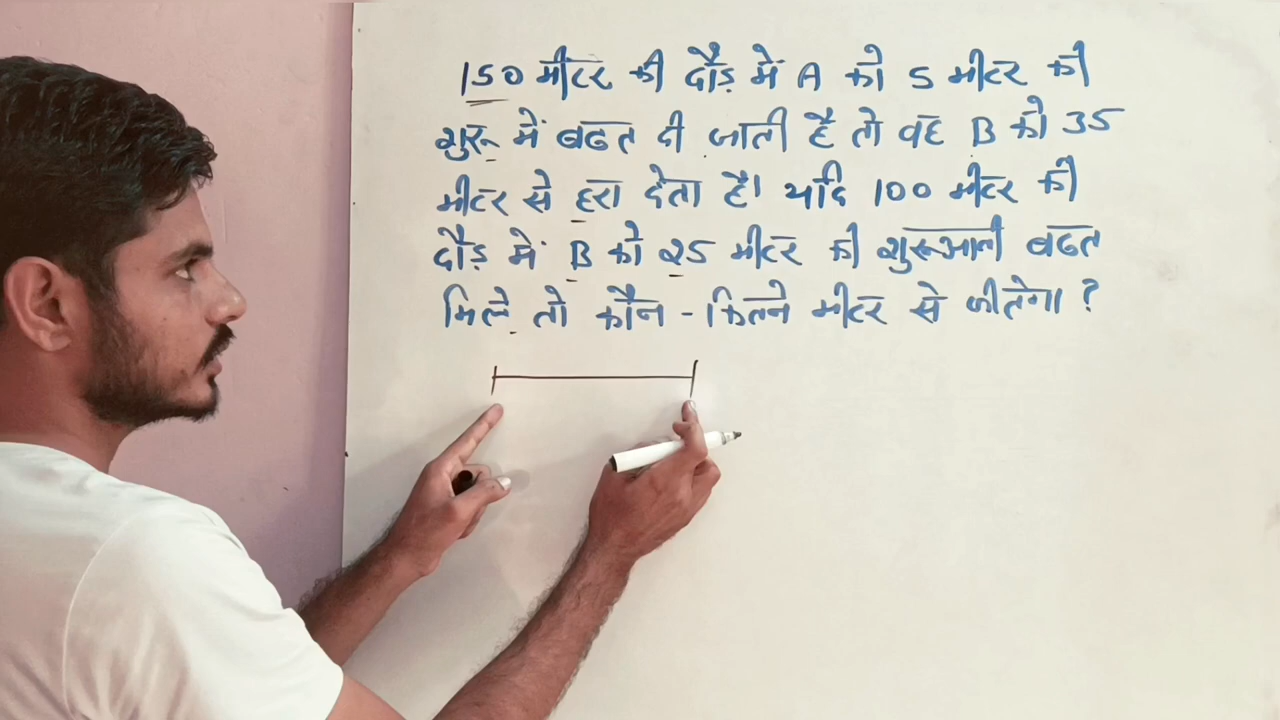 150 मीटर की दौड़ में A को 5 मीटर की
शुरू में बढत दी जाती है तो वह B को 35
मीटर से हरा देता है। यदि 100 मीटर की
दौड़ में B को 25 मीटर की शुरूआती बढत
मिले तो कौन - कितने मीटर से जीतेगा ?